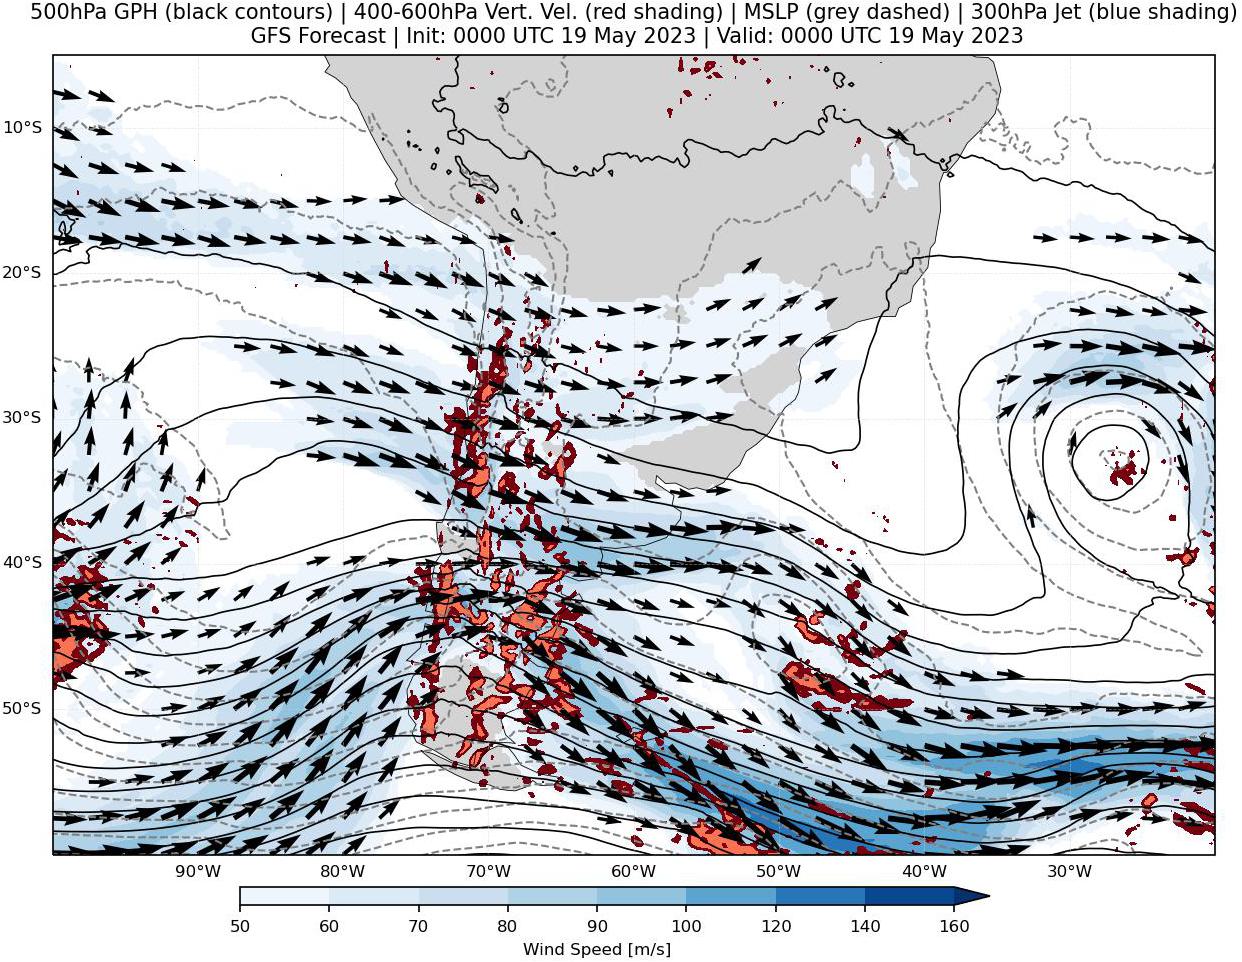 500hPa GPH (black contours) | 400-600hPa Vert. Vel. (red shading) | MSLP (grey dashed) | 300hPa Jet (blue shading)
GFS Forecast | Init: 0000 UTC 19 May 2023 | Valid: 0000 UTC 19 May 2023
10°S
20°S
30°S
40°S
50°S
90°W 80°W 70°W 60°W 50°W 40°W 30°W
50 60 70 80 90 100 120 140 160
Wind Speed [m/s]